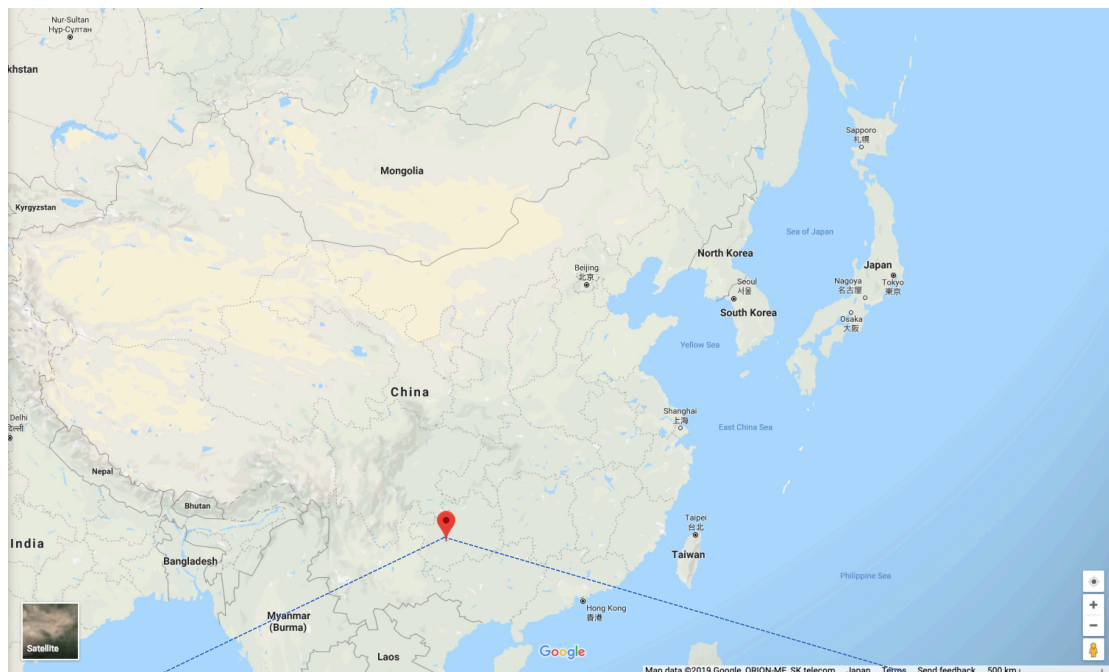 Nur-Sultan
Нұр-Сұлтан
khstan
Sapporo
札幌
Mongolia
Kyrgyzstan
Sea of Japan
North Korea
Japan
Beijing
北京
Seoul
서울
Nagoya
名古屋
Tokyo
東京
South Korea
Osaka
大阪
Yellow Sea
China
Shanghai
上海
Delhi
East China Sea
Nepal
Bhutan
Taipei
台北
India
Taiwan
Bangladesh
Philippine Sea
Hong Kong
香港
Myanmar
(Burma)
Satellite
Laos
Google
Map data ©2019 Google, ORION-ME, SK telecom Japan Terms Send feedback 500 km